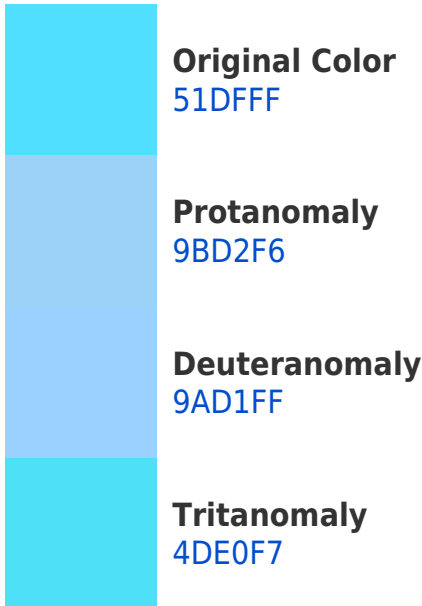 Original Color
51DFFF
Protanomaly
9BD2F6
Deuteranomaly
9AD1FF
Tritanomaly
4DE0F7